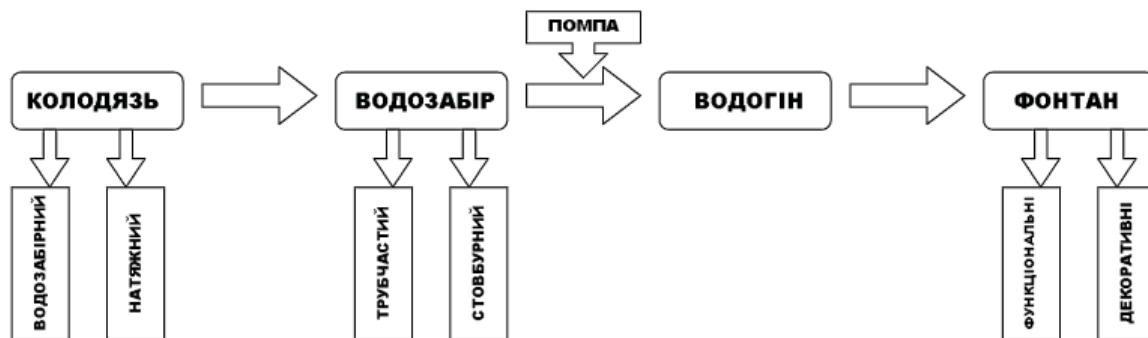 ПОМПА
КОЛОДЯЗЬ
ВОДОЗАБІР
ВОДОГІН
ФОНТАН
ВОДОЗАБІРНИЙ
НАТЯЖНИЙ
ТРУБЧАСТИЙ
СТОВБУРНИЙ
ФУНКЦІОНАЛЬНІ
ДЕКОРАТИВНІ